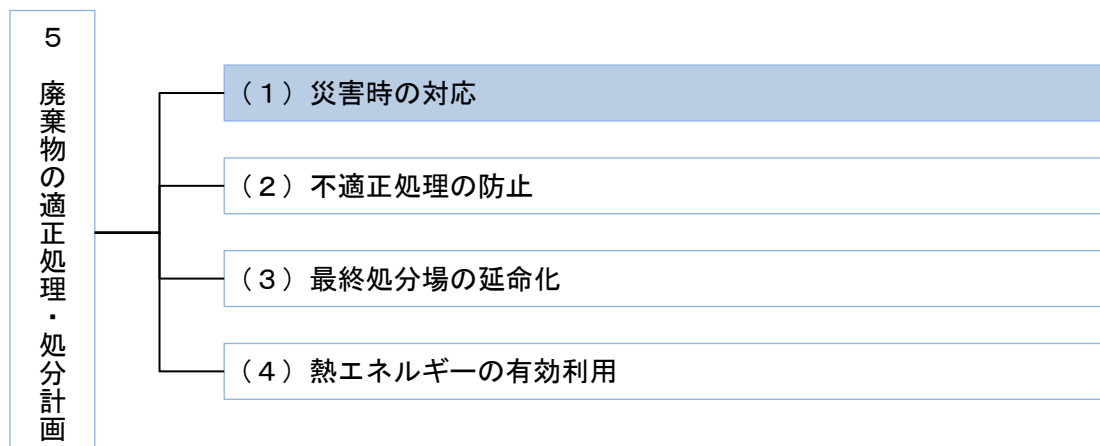 ５　廃棄物の適正処理・処分計画
（１）災害時の対応
（２）不適正処理の防止
（３）最終処分場の延命化
（４）熱エネルギーの有効利用